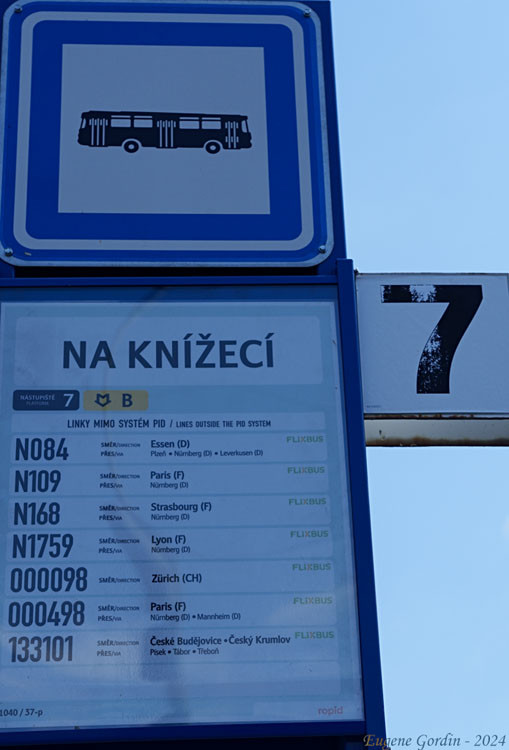 NA KNÍŽECÍ
7
NÁSTUPIŠTĚ PLATFORM 7 B
LINKY MIMO SYSTÉM PID / LINES OUTSIDE THE PID SYSTEM
N084 SMĚR/DIRECTION Essen (D) FLIXBUS
PŘES/VIA Plzeň • Nürnberg (D) • Leverkusen (D)
N109 SMĚR/DIRECTION Paris (F) FLIXBUS
PŘES/VIA Nürnberg (D)
N168 SMĚR/DIRECTION Strasbourg (F) FLIXBUS
PŘES/VIA Nürnberg (D)
N1759 SMĚR/DIRECTION Lyon (F) FLIXBUS
PŘES/VIA Nürnberg (D)
000098 SMĚR/DIRECTION Zürich (CH) FLIXBUS
000498 SMĚR/DIRECTION Paris (F) FLIXBUS
PŘES/VIA Nürnberg (D) • Mannheim (D)
133101 SMĚR/DIRECTION České Budějovice • Český Krumlov FLIXBUS
PŘES/VIA Písek • Tábor • Třeboň
1040 / 37-p ropid
Eugene Gordin - 2024